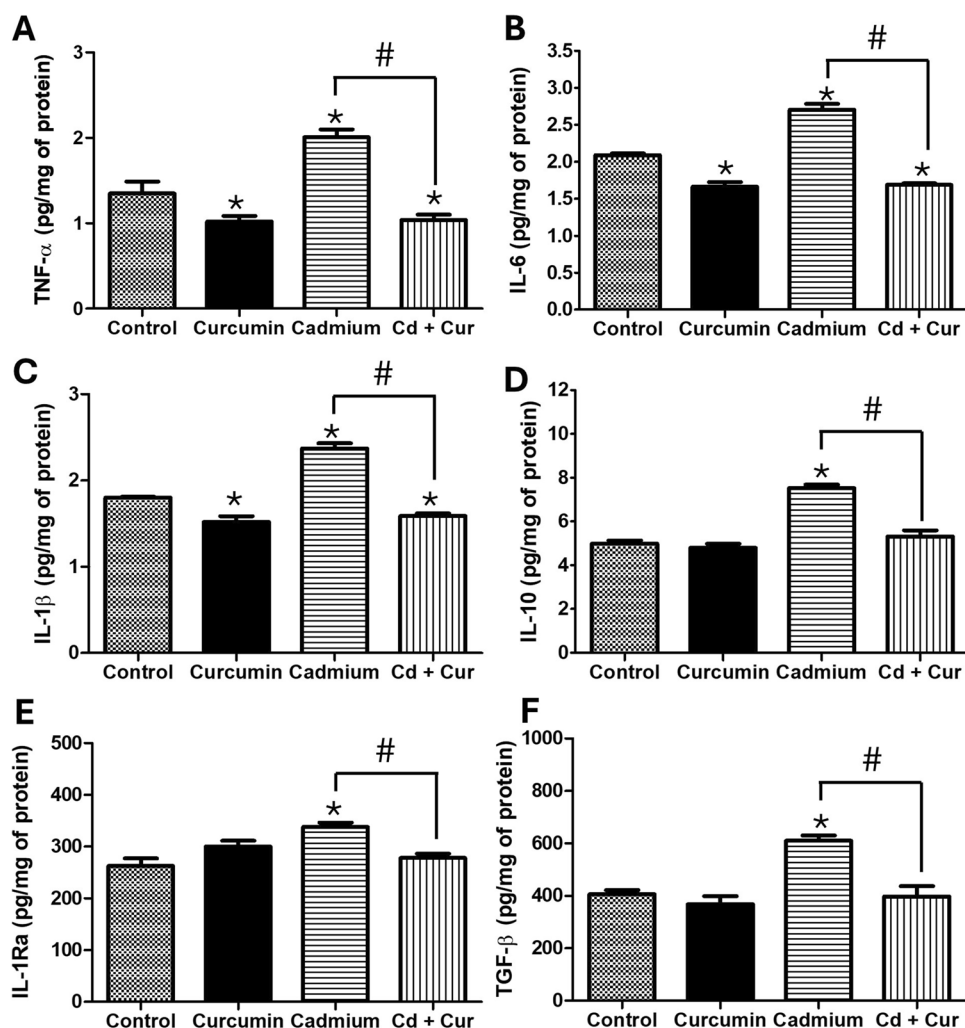 A
TNF-α (pg/mg of protein)
3
2
1
0
#
*
*
*
Control Curcumin Cadmium Cd + Cur
B
IL-6 (pg/mg of protein)
3.5
3.0
2.5
2.0
1.5
1.0
0.5
0.0
#
*
*
*
Control Curcumin Cadmium Cd + Cur
C
IL-1β (pg/mg of protein)
3
2
1
0
#
*
*
*
Control Curcumin Cadmium Cd + Cur
D
IL-10 (pg/mg of protein)
12
10
8
6
4
2
0
#
*
Control Curcumin Cadmium Cd + Cur
E
IL-1Ra (pg/mg of protein)
500
400
300
200
100
0
#
*
Control Curcumin Cadmium Cd + Cur
F
TGF-β (pg/mg of protein)
1000
800
600
400
200
0
#
*
Control Curcumin Cadmium Cd + Cur